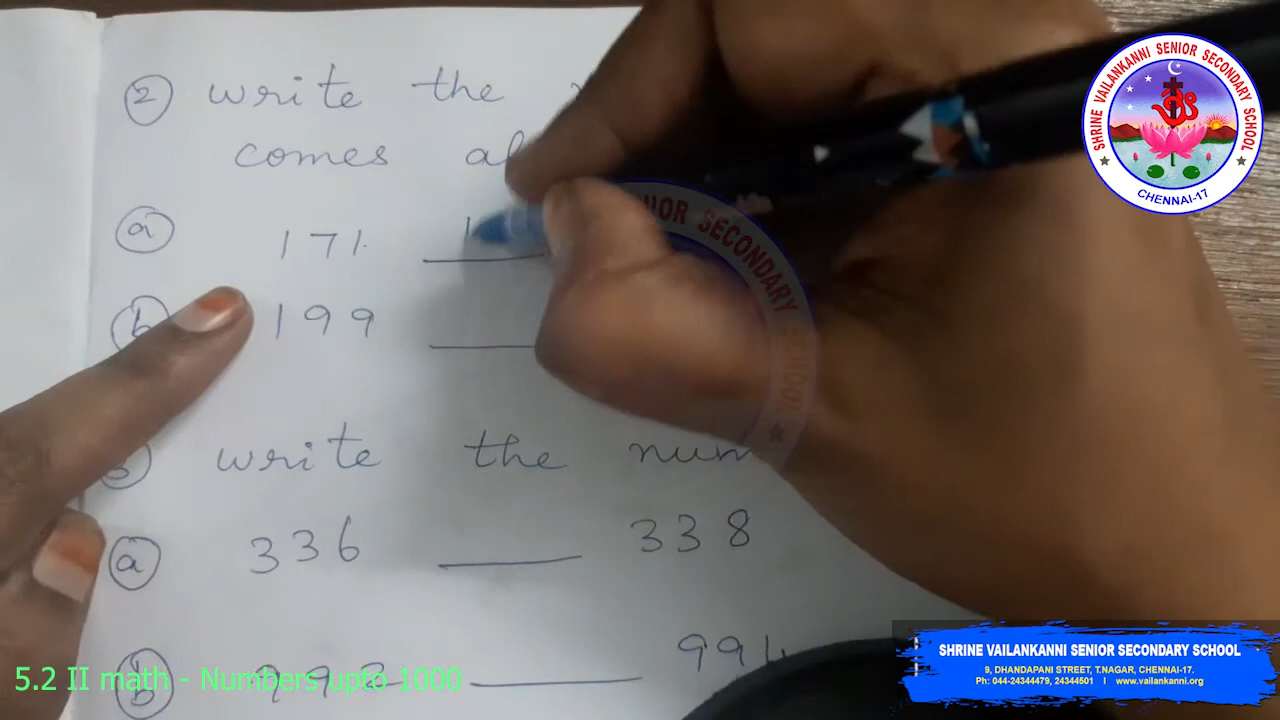 2 write the
comes
a 171.
b 199
3 write the num
a 336 338
b
5.2 II math - Numbers upto 1000
SHRINE VAILANKANNI SENIOR SECONDARY SCHOOL
CHENNAI-17
SHRINE VAILANKANNI SENIOR SECONDARY SCHOOL
9, DHANDAPANI STREET, T.NAGAR, CHENNAI-17.
Ph: 044-24344479, 24344501 I www.vailankanni.org